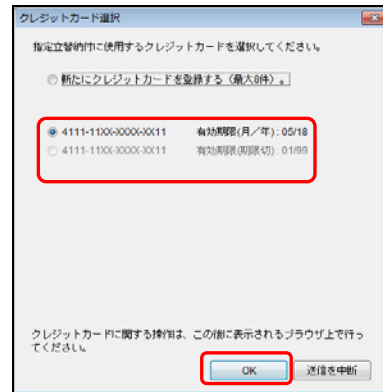 クレジットカード選択
指定立替納付に使用するクレジットカードを選択してください。
新たにクレジットカードを登録する（最大8件）。
4111-11XX-XXXX-XX11 有効期限(月／年) : 05/18
4111-11XX-XXXX-XX11 有効期限(期限切) : 01/99
クレジットカードに関する操作は、この後に表示されるブラウザ上で行っ
てください。
OK 送信を中断